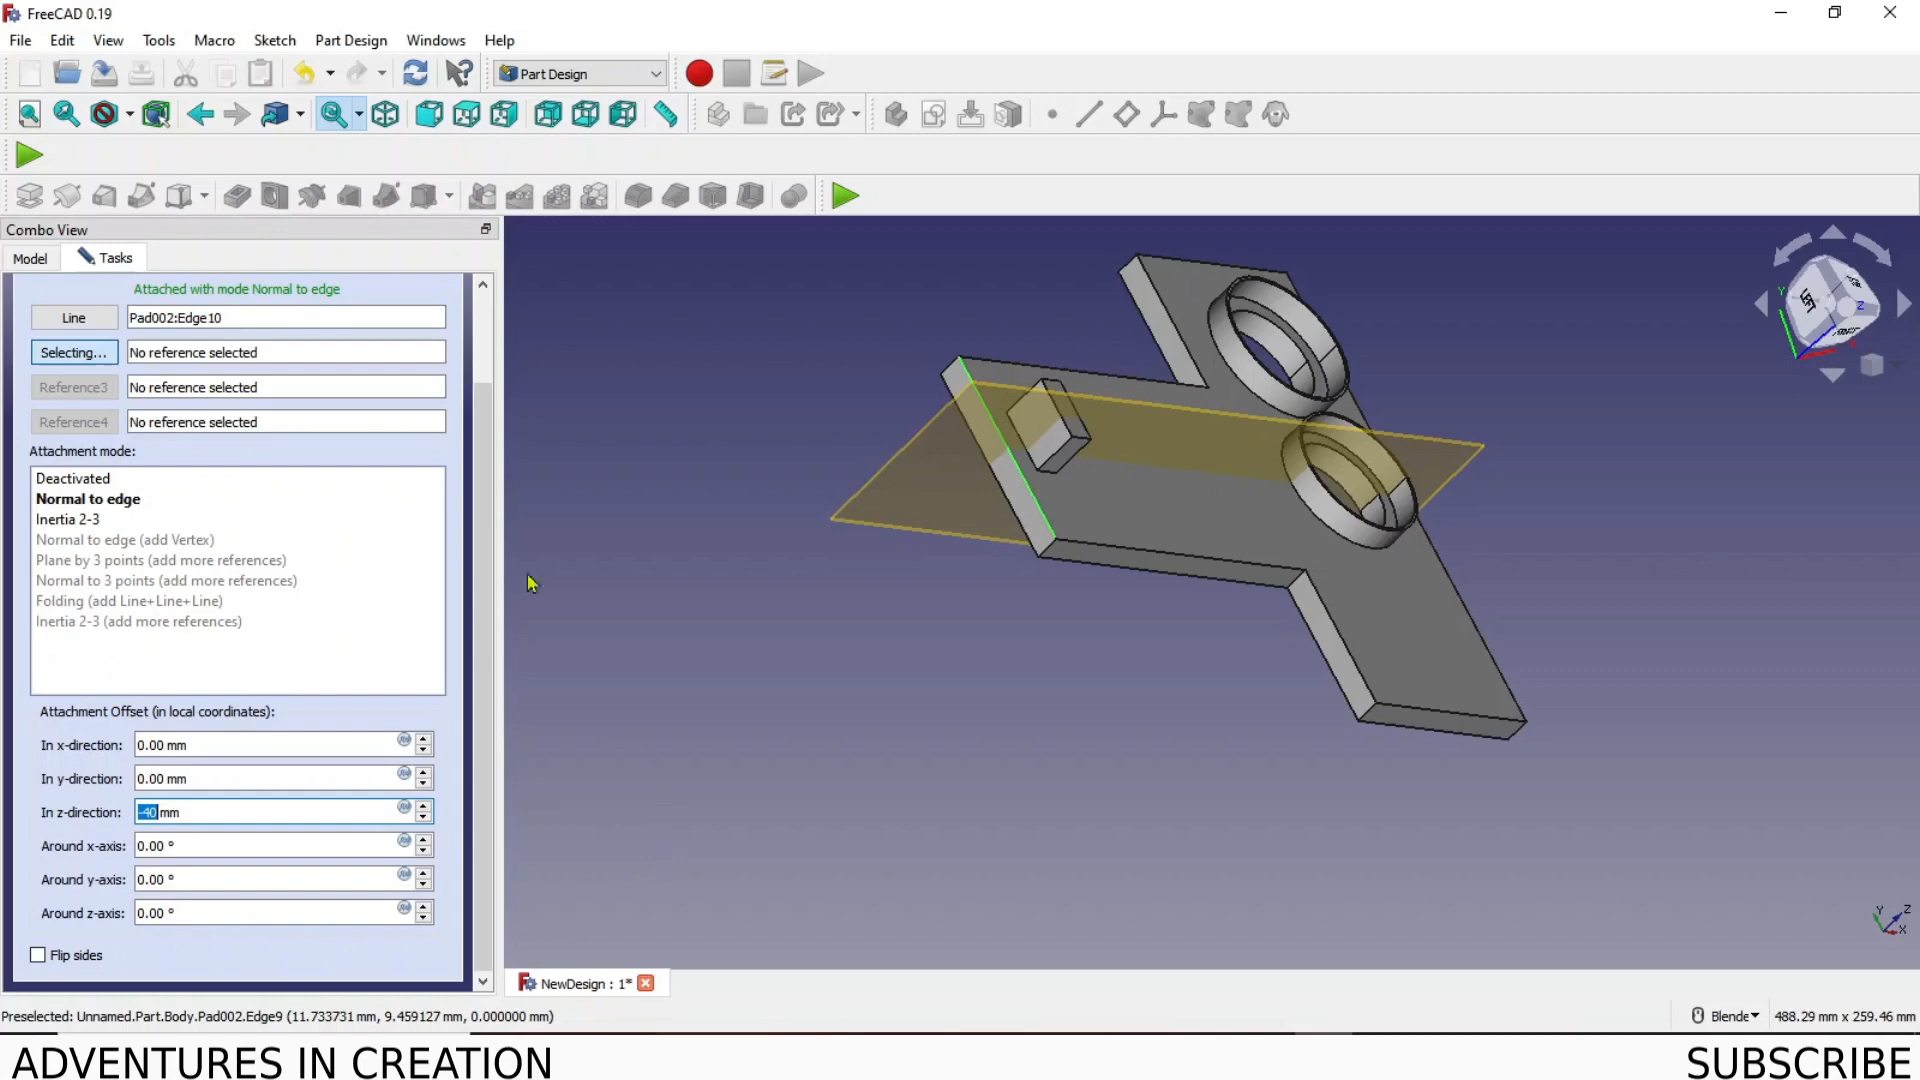 FreeCAD 0.19
File Edit View Tools Macro Sketch Part Design Windows Help
Part Design
Combo View
Model Tasks
Attached with mode Normal to edge
Line Pad002:Edge10
Selecting... No reference selected
Reference3 No reference selected
Reference4 No reference selected
Attachment mode:
Deactivated
Normal to edge
Inertia 2-3
Normal to edge (add Vertex)
Plane by 3 points (add more references)
Normal to 3 points (add more references)
Folding (add Line+Line+Line)
Inertia 2-3 (add more references)
Attachment Offset (in local coordinates):
In x-direction: 0.00 mm
In y-direction: 0.00 mm
In z-direction: -40 mm
Around x-axis: 0.00 °
Around y-axis: 0.00 °
Around z-axis: 0.00 °
Flip sides
LEFT
Y
Z
Y Z
X
NewDesign : 1*
Preselected: Unnamed.Part.Body.Pad002.Edge9 (11.733731 mm, 9.459127 mm, 0.000000 mm)
Blende 488.29 mm x 259.46 mm
ADVENTURES IN CREATION
SUBSCRIBE